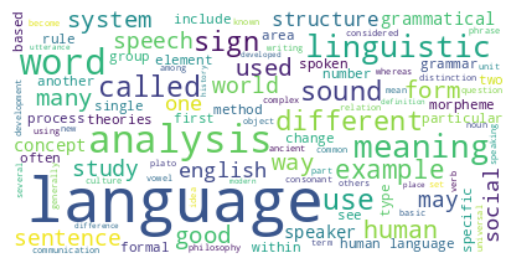 become
known
based
system
include
structure
grammatical
considered
phrase
utterance
rule
speech
sign
area
linguistic
writing
among
group
element
spoken
grammar
whereas
unit
development
word
called
used
sound
number
distinction
two
another
world
form
question
many
single
one
method
complex
relation
definition
morpheme
process
theories
first
history
different
particular
using
new
analysis
object
mean
noun
concept
plato
ancient
change
common
meaning
speaking
often
study
english
way
example
social
several
generally
culture
vowel
consonant
part
others
type
place
set
verb
language
use
may
specific
universal
idea
modern
see
basic
human
sentence
difference
good
speaker
communication
formal
philosophy
within
term
human language
developed